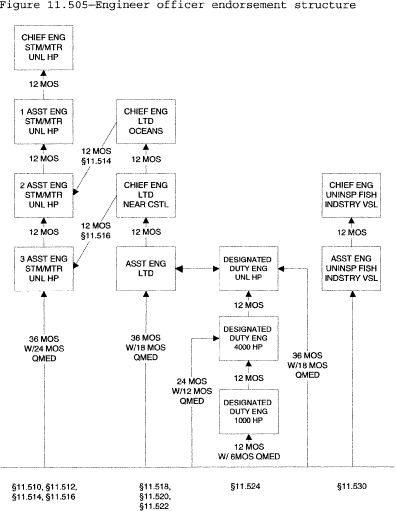 Figure 11.505—Engineer officer endorsement structure
CHIEF ENG
STM/MTR
UNL HP
12 MOS
1 ASST ENG
STM/MTR
UNL HP
CHIEF ENG
LTD
OCEANS
12 MOS
12 MOS
§11.514
12 MOS
2 ASST ENG
STM/MTR
UNL HP
CHIEF ENG
LTD
NEAR CSTL
CHIEF ENG
UNINSP FISH
INDSTRY VSL
12 MOS
12 MOS
§11.516
12 MOS
12 MOS
3 ASST ENG
STM/MTR
UNL HP
ASST ENG
LTD
DESIGNATED
DUTY ENG
UNL HP
ASST ENG
UNINSP FISH
INDSTRY VSL
12 MOS
36 MOS
W/24 MOS
QMED
36 MOS
W/18 MOS
QMED
DESIGNATED
DUTY ENG
4000 HP
36 MOS
W/18 MOS
QMED
24 MOS
W/12 MOS
QMED
12 MOS
DESIGNATED
DUTY ENG
1000 HP
12 MOS
W/ 6MOS QMED
§11.510, §11.512,
§11.514, §11.516
§11.518,
§11.520,
§11.522
§11.524
§11.530